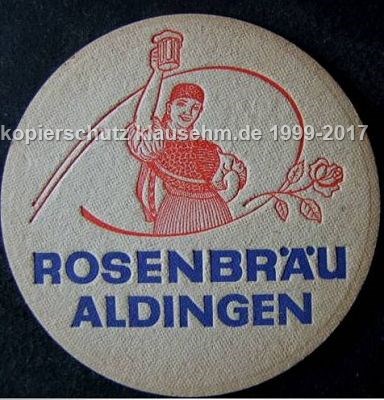 kopierschutz klausehm.de 1999-2017
ROSENBRÄU
ALDINGEN